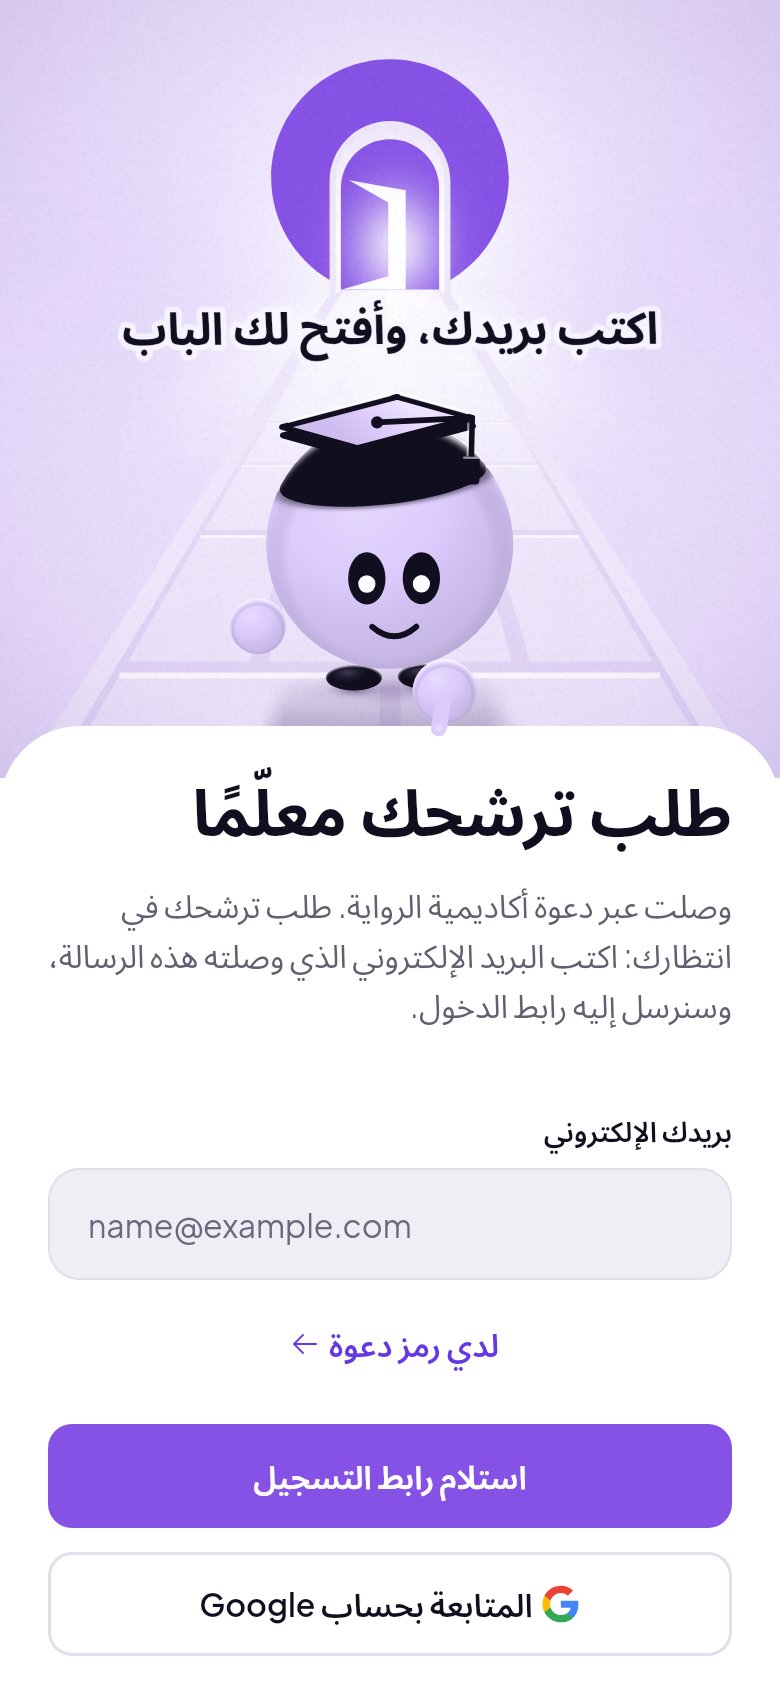 اكتب بريدك، وأفتح لك الباب
طلب ترشحك معلّمًا
وصلت عبر دعوة أكاديمية الرواية. طلب ترشحك في
انتظارك: اكتب البريد الإلكتروني الذي وصلته هذه الرسالة،
وسنرسل إليه رابط الدخول.
بريدك الإلكتروني
name@example.com
لدي رمز دعوة ←
استلام رابط التسجيل
المتابعة بحساب Google